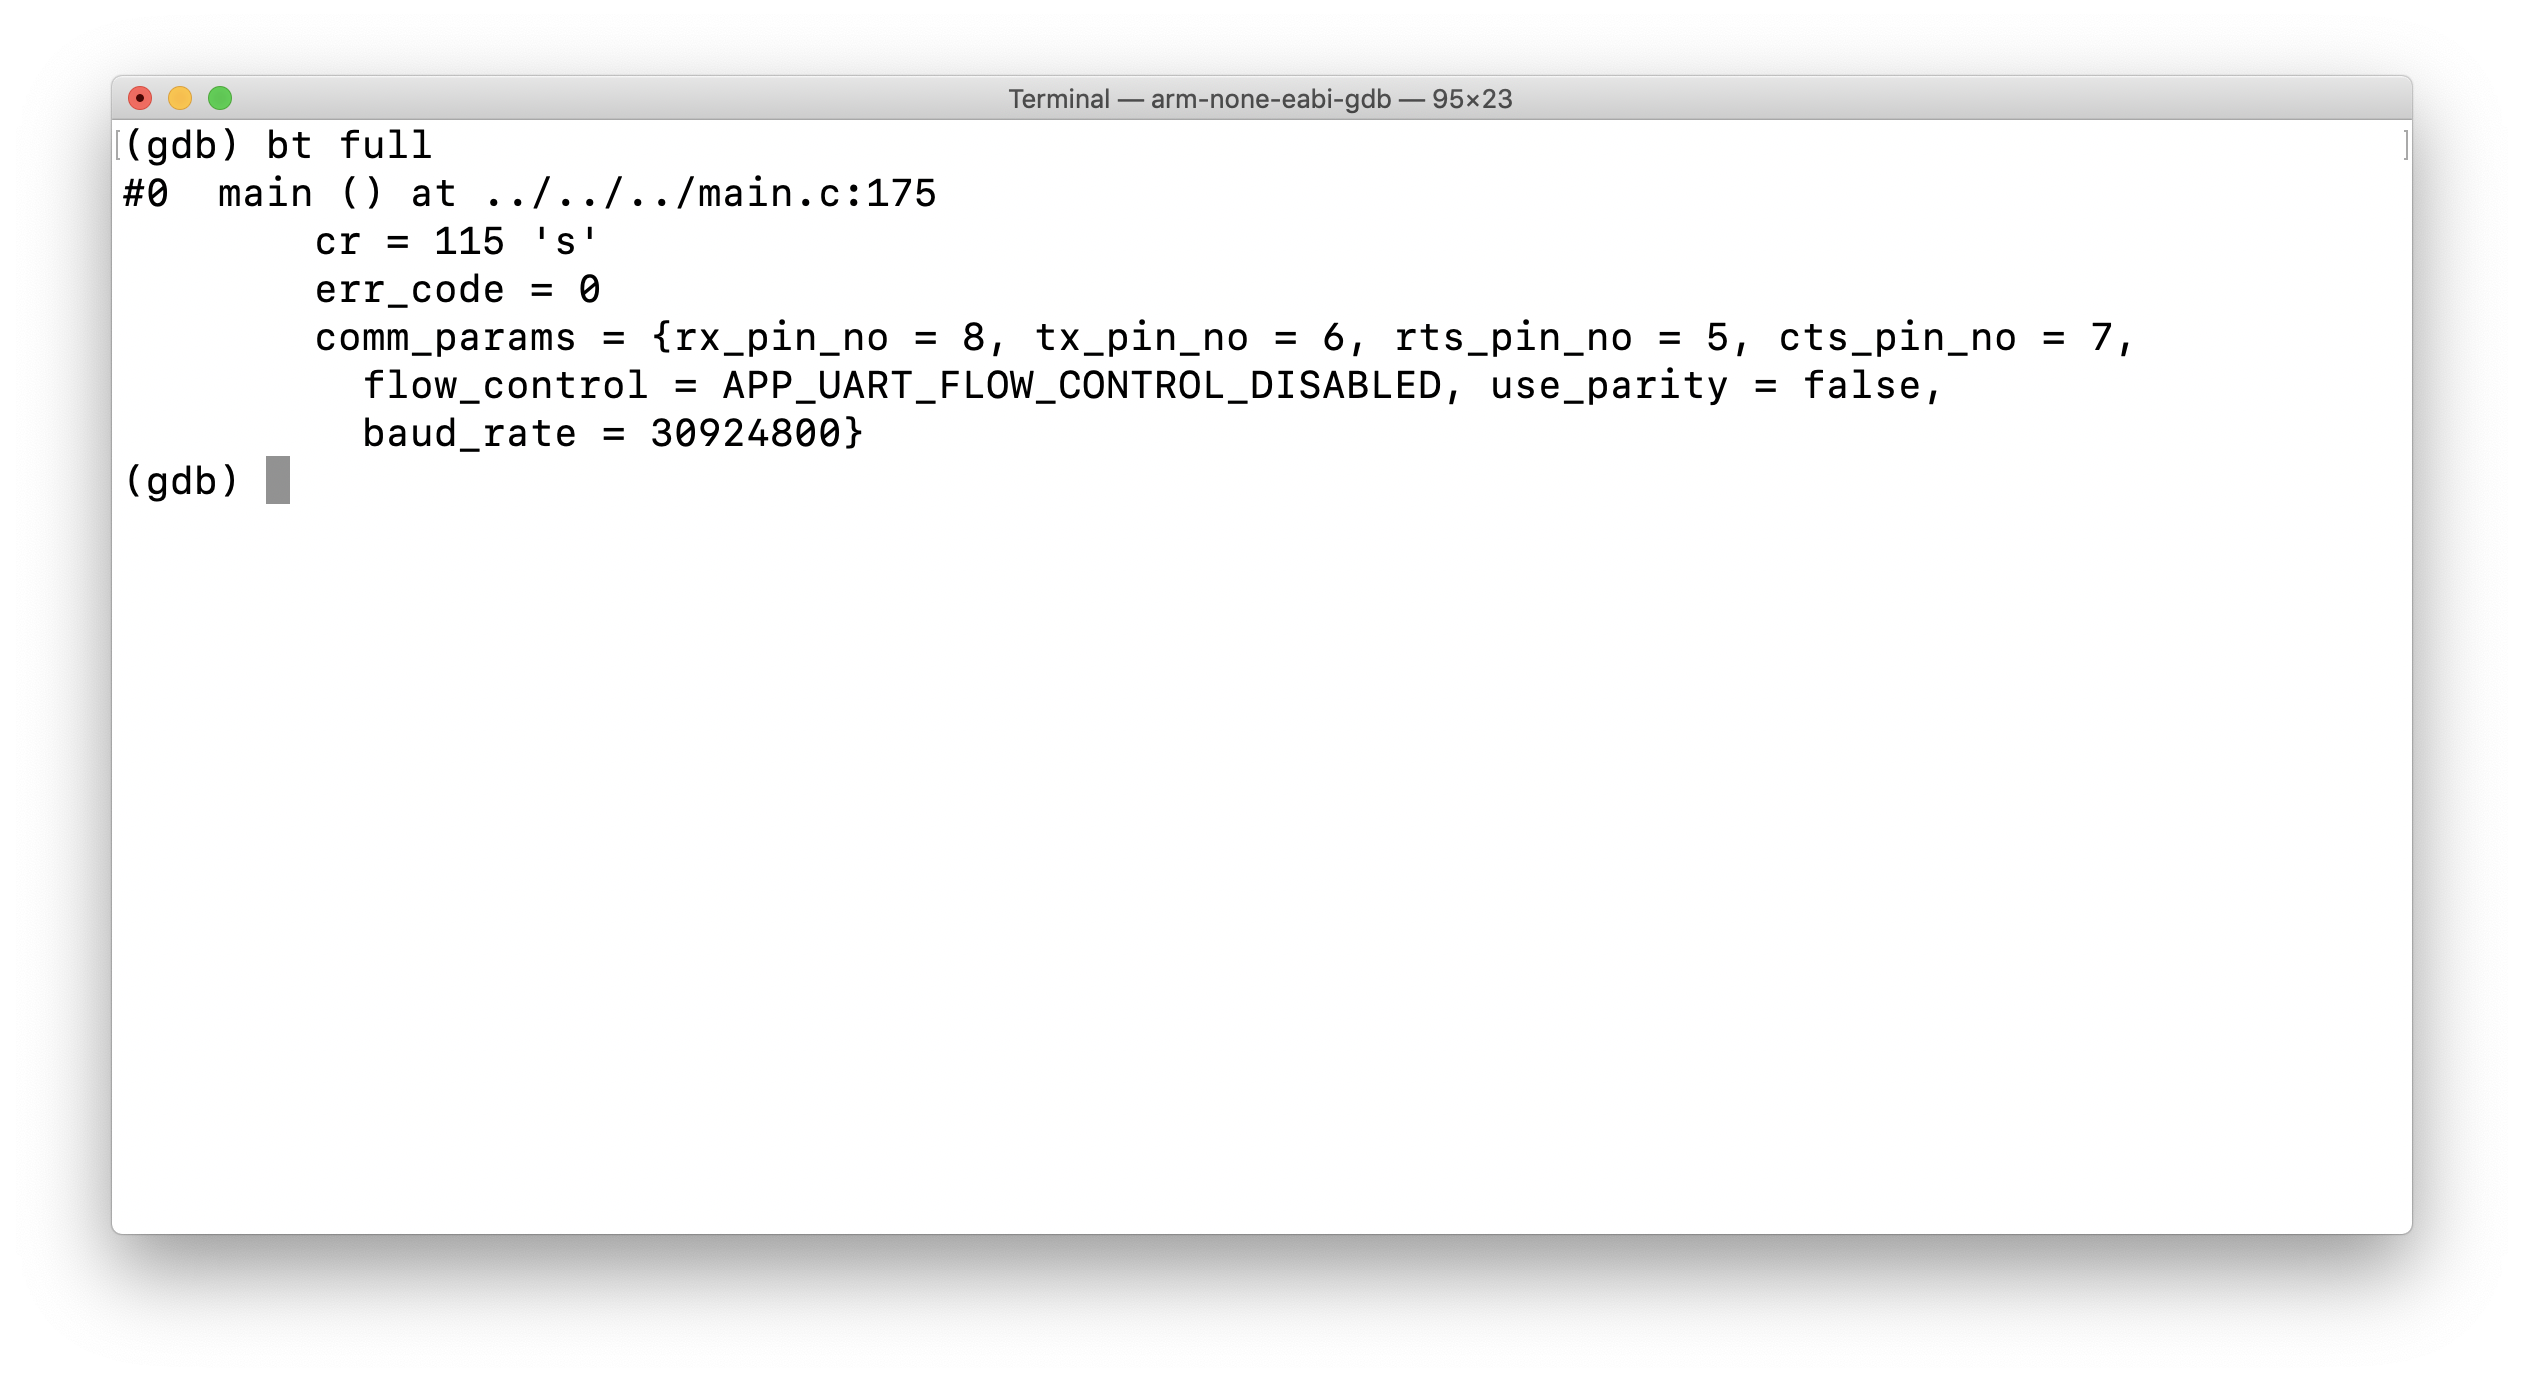 Terminal — arm-none-eabi-gdb — 95×23
(gdb) bt full
#0  main () at ../../../main.c:175
        cr = 115 's'
        err_code = 0
        comm_params = {rx_pin_no = 8, tx_pin_no = 6, rts_pin_no = 5, cts_pin_no = 7,
          flow_control = APP_UART_FLOW_CONTROL_DISABLED, use_parity = false,
          baud_rate = 30924800}
(gdb)